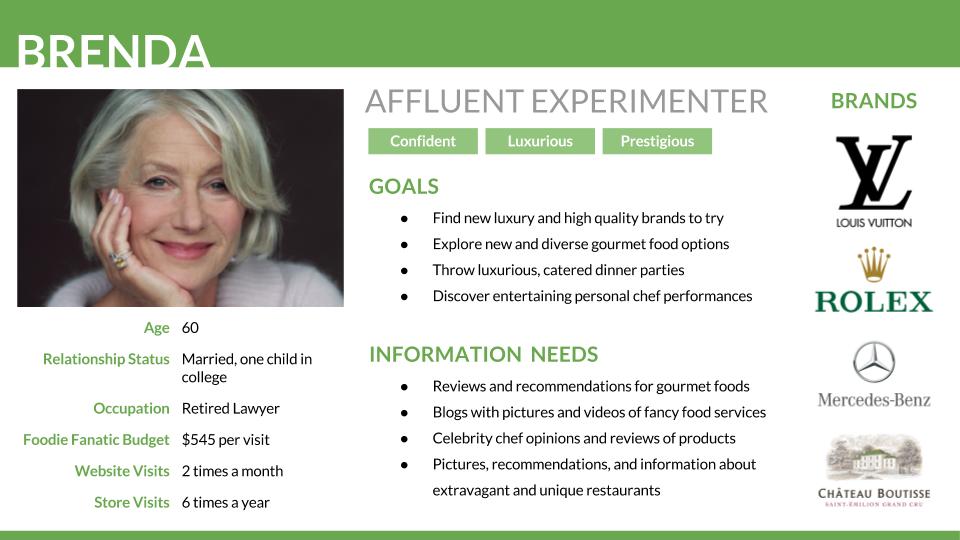 BRENDA
Age 60
Relationship Status Married, one child in
college
Occupation Retired Lawyer
Foodie Fanatic Budget $545 per visit
Website Visits 2 times a month
Store Visits 6 times a year
AFFLUENT EXPERIMENTER
Confident Luxurious Prestigious
GOALS
● Find new luxury and high quality brands to try
● Explore new and diverse gourmet food options
● Throw luxurious, catered dinner parties
● Discover entertaining personal chef performances
INFORMATION NEEDS
● Reviews and recommendations for gourmet foods
● Blogs with pictures and videos of fancy food services
● Celebrity chef opinions and reviews of products
● Pictures, recommendations, and information about
extravagant and unique restaurants
BRANDS
LV
LOUIS VUITTON
ROLEX
Mercedes-Benz
CHÂTEAU BOUTISSE
SAINT-ÉMILION GRAND CRU